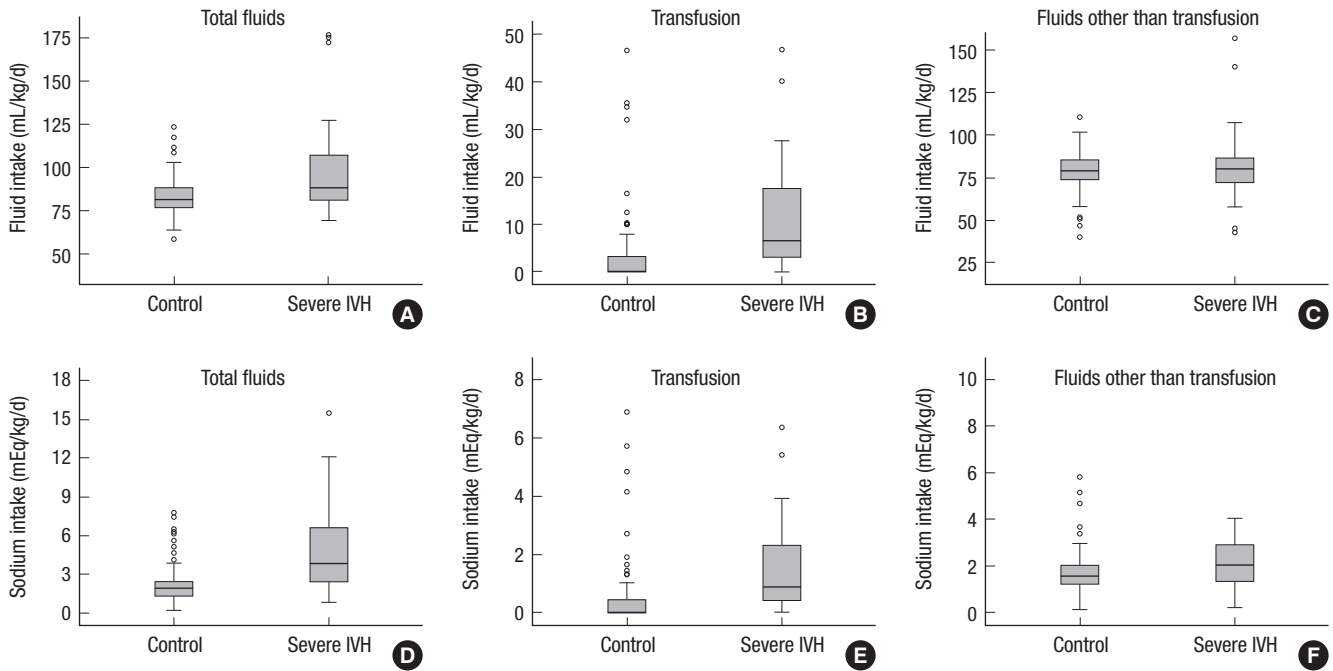 Total fluids
Fluid intake (mL/kg/d)
175
150
125
100
75
50
Control
Severe IVH
A
Transfusion
Fluid intake (mL/kg/d)
50
40
30
20
10
0
Control
Severe IVH
B
Fluids other than transfusion
Fluid intake (mL/kg/d)
150
125
100
75
50
25
Control
Severe IVH
C
Total fluids
Sodium intake (mEq/kg/d)
18
15
12
9
6
3
0
Control
Severe IVH
D
Transfusion
Sodium intake (mEq/kg/d)
8
6
4
2
0
Control
Severe IVH
E
Fluids other than transfusion
Sodium intake (mEq/kg/d)
10
8
6
4
2
0
Control
Severe IVH
F